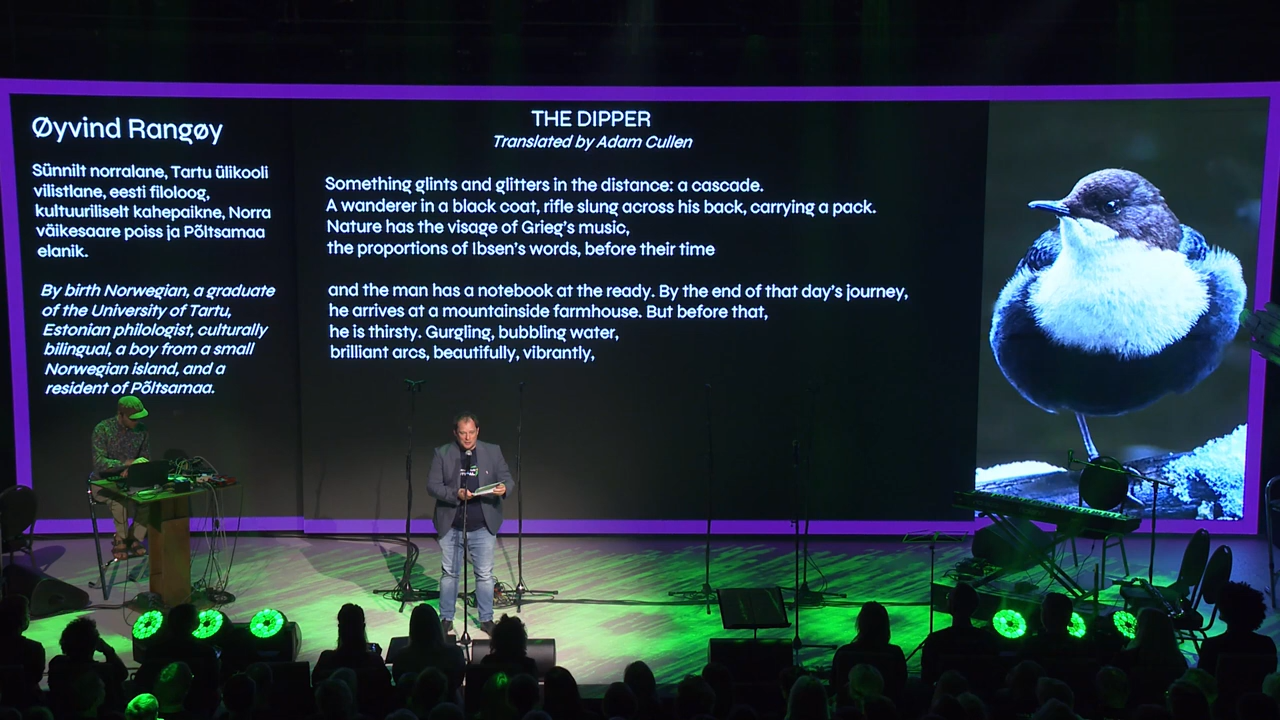 Øyvind Rangøy
Sünnilt norralane, Tartu ülikooli
vilistlane, eesti filoloog,
kultuuriliselt kahepaikne, Norra
väikesaare poiss ja Põltsamaa
elanik.
By birth Norwegian, a graduate
of the University of Tartu,
Estonian philologist, culturally
bilingual, a boy from a small
Norwegian island, and a
resident of Põltsamaa.
THE DIPPER
Translated by Adam Cullen
Something glints and glitters in the distance: a cascade.
A wanderer in a black coat, rifle slung across his back, carrying a pack.
Nature has the visage of Grieg's music,
the proportions of Ibsen's words, before their time
and the man has a notebook at the ready. By the end of that day's journey,
he arrives at a mountainside farmhouse. But before that,
he is thirsty. Gurgling, bubbling water,
brilliant arcs, beautifully, vibrantly,